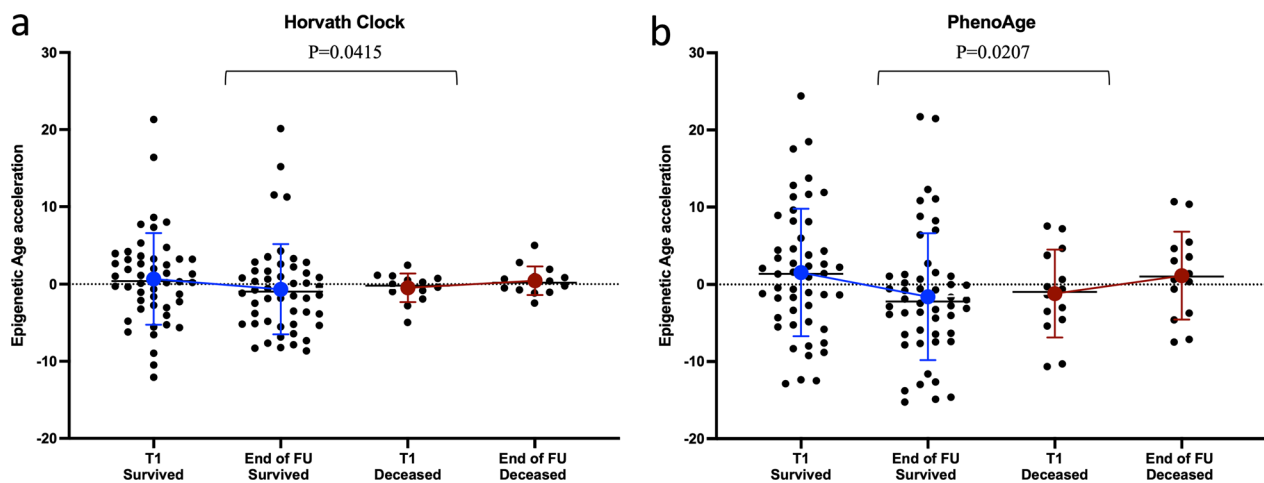 a
Horvath Clock
P=0.0415
Epigenetic Age acceleration
30
20
10
0
-10
-20
T1
Survived
End of FU
Survived
T1
Deceased
End of FU
Deceased
b
PhenoAge
P=0.0207
Epigenetic Age acceleration
30
20
10
0
-10
-20
T1
Survived
End of FU
Survived
T1
Deceased
End of FU
Deceased